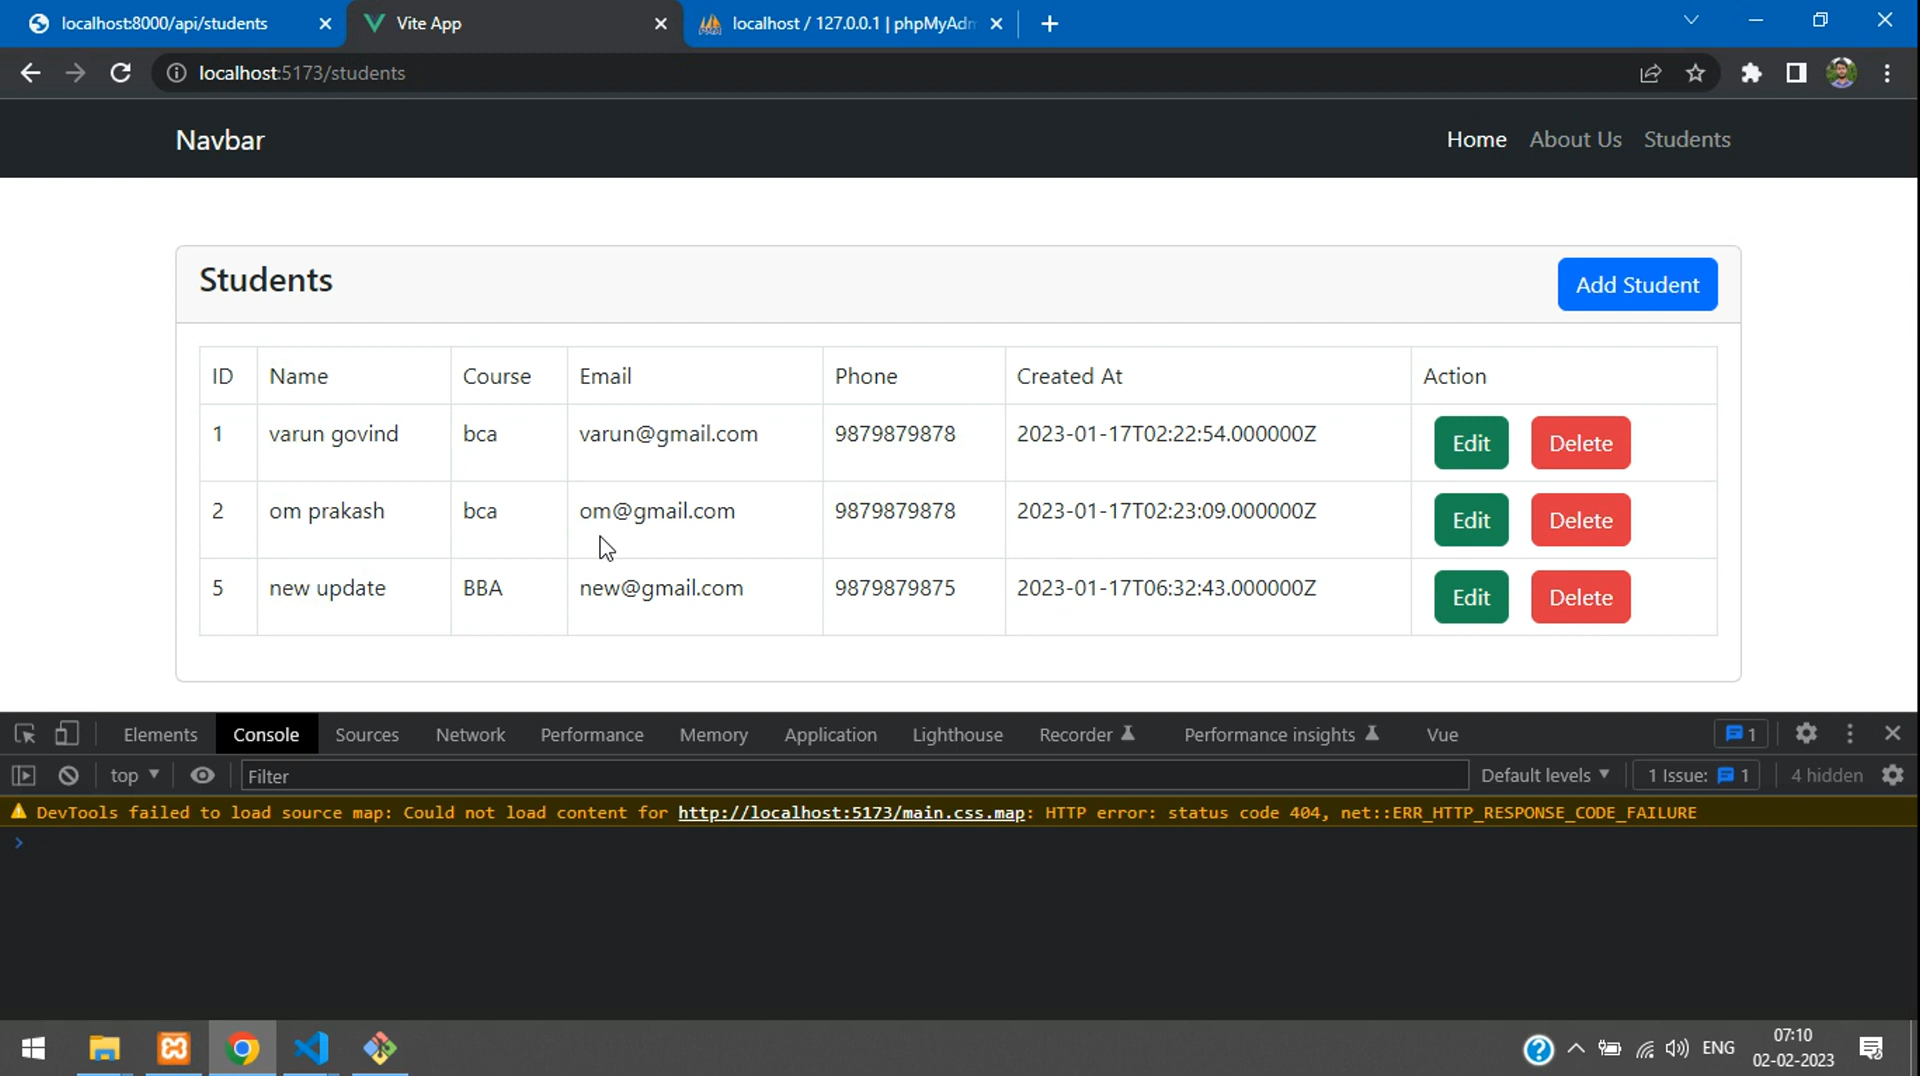 localhost:8000/api/students
Vite App
localhost / 127.0.0.1 | phpMyAdm
localhost:5173/students
Navbar
Home About Us Students
Students
Add Student
ID Name Course Email Phone Created At Action
1 varun govind bca varun@gmail.com 9879879878 2023-01-17T02:22:54.000000Z Edit Delete
2 om prakash bca om@gmail.com 9879879878 2023-01-17T02:23:09.000000Z Edit Delete
5 new update BBA new@gmail.com 9879879875 2023-01-17T06:32:43.000000Z Edit Delete
Elements Console Sources Network Performance Memory Application Lighthouse Recorder Performance insights Vue 1
top Filter Default levels 1 Issue: 1 4 hidden
DevTools failed to load source map: Could not load content for http://localhost:5173/main.css.map: HTTP error: status code 404, net::ERR_HTTP_RESPONSE_CODE_FAILURE
ENG
07:10
02-02-2023